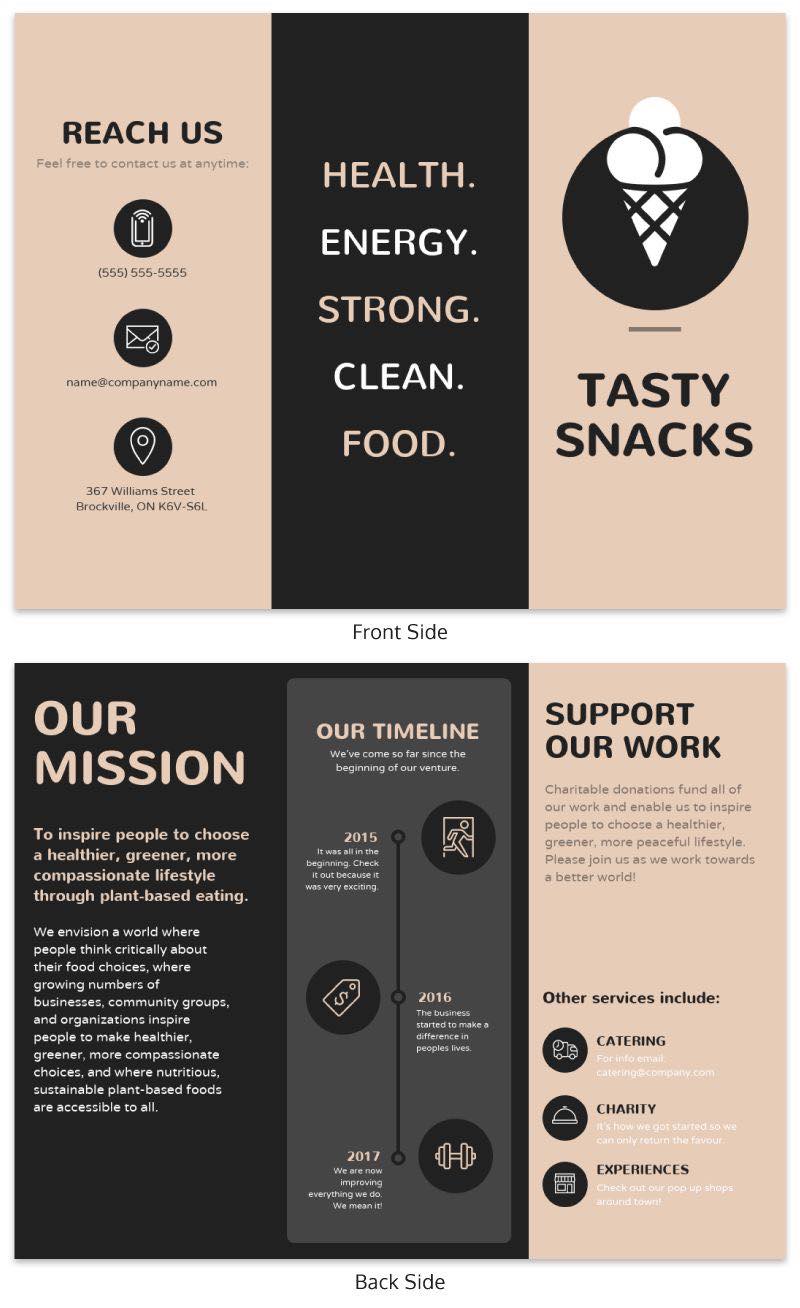 REACH US
Feel free to contact us at anytime:
(555) 555-5555
name@companyname.com
367 Williams Street
Brockville, ON K6V-S6L
HEALTH.
ENERGY.
STRONG.
CLEAN.
FOOD.
TASTY
SNACKS
Front Side
OUR
MISSION
To inspire people to choose
a healthier, greener, more
compassionate lifestyle
through plant-based eating.
We envision a world where
people think critically about
their food choices, where
growing numbers of
businesses, community groups,
and organizations inspire
people to make healthier,
greener, more compassionate
choices, and where nutritious,
sustainable plant-based foods
are accessible to all.
OUR TIMELINE
We've come so far since the
beginning of our venture.
2015
It was all in the
beginning. Check
it out because it
was very exciting.
$
2016
The business
started to make a
difference in
peoples lives.
2017
We are now
improving
everything we do.
We mean it!
SUPPORT
OUR WORK
Charitable donations fund all of
our work and enable us to inspire
people to choose a healthier,
greener, more peaceful lifestyle.
Please join us as we work towards
a better world!
Other services include:
CATERING
For info email:
catering@company.com
CHARITY
It's how we got started so we
can only return the favour.
EXPERIENCES
Check out our pop up shops
around town!
Back Side